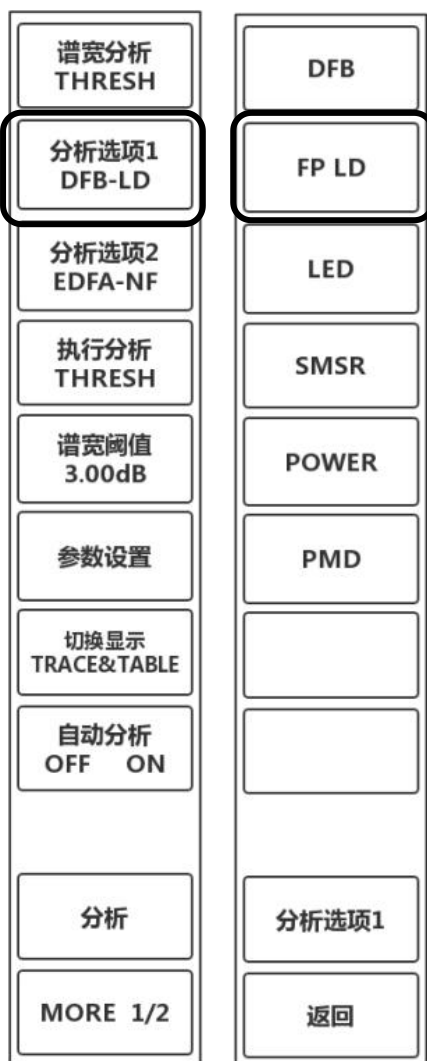 谱宽分析
THRESH
分析选项1
DFB-LD
分析选项2
EDFA-NF
执行分析
THRESH
谱宽阈值
3.00dB
参数设置
切换显示
TRACE&TABLE
自动分析
OFF ON
分析
MORE 1/2
DFB
FP LD
LED
SMSR
POWER
PMD
分析选项1
返回